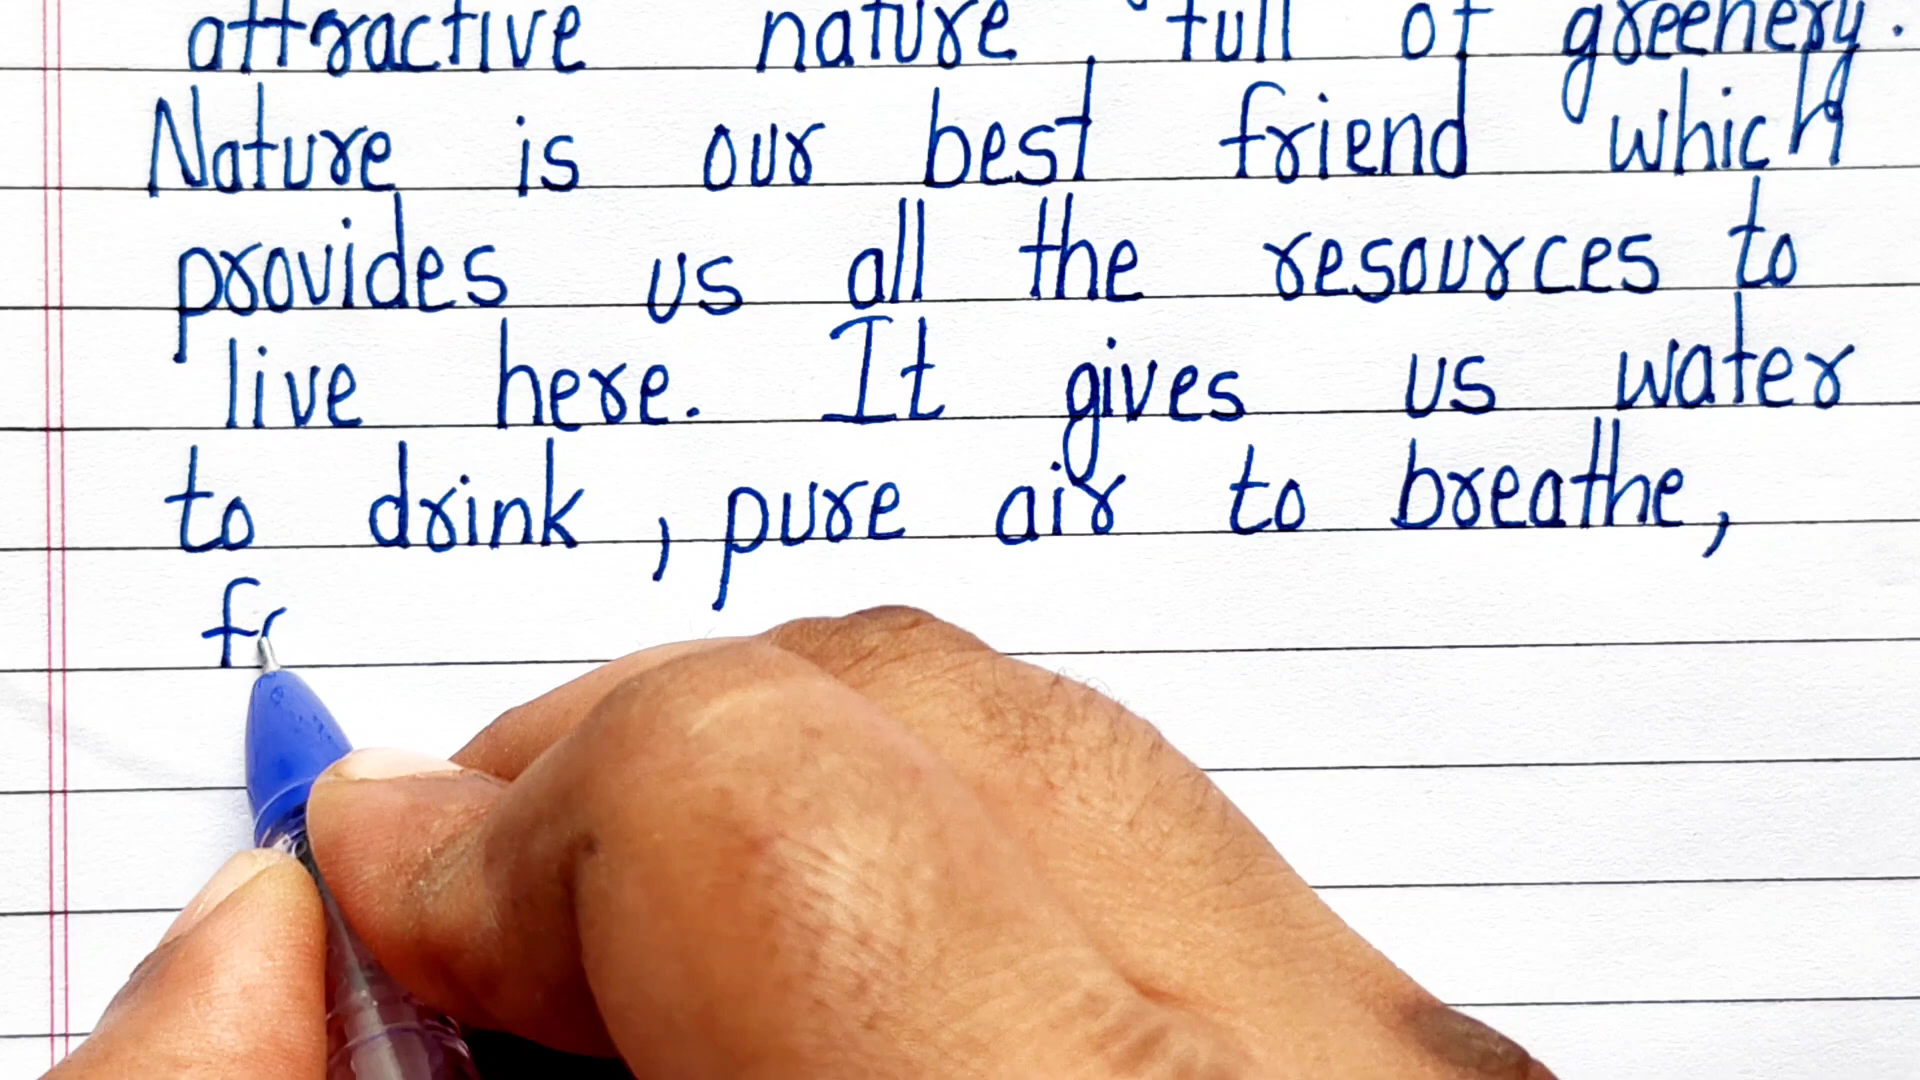 attractive nature, full of greenery.
Nature is our best friend which
provides us all the resources to
live here. It gives us water
to drink, pure air to breathe,
f